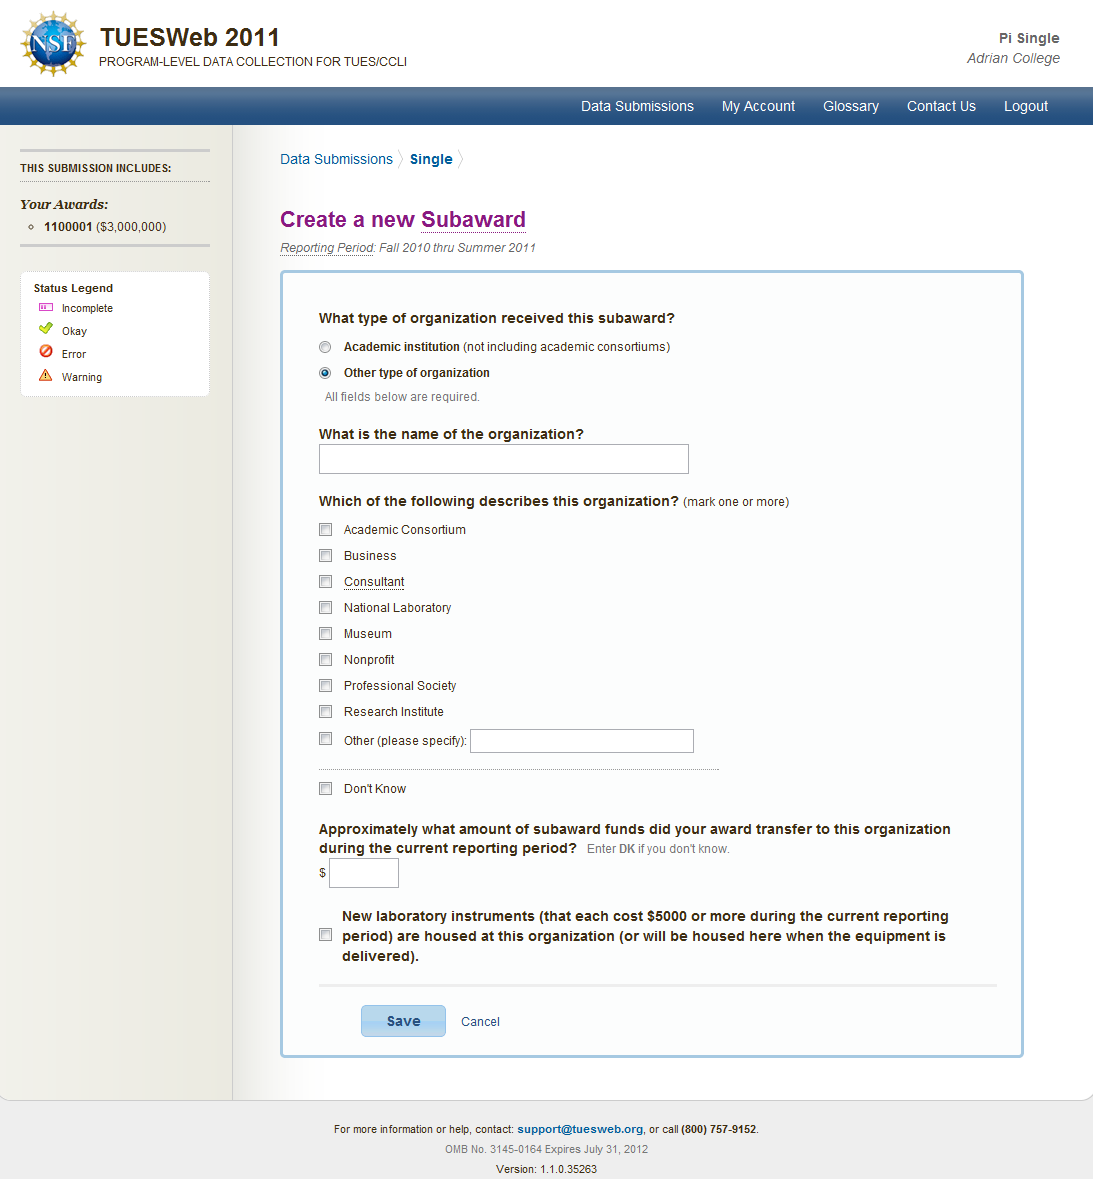 NSF
TUESWeb 2011
PROGRAM-LEVEL DATA COLLECTION FOR TUES/CCLI
Pi Single
Adrian College
Data Submissions My Account Glossary Contact Us Logout
THIS SUBMISSION INCLUDES:
Your Awards:
1100001 ($3,000,000)
Status Legend
Incomplete
Okay
Error
Warning
Data Submissions Single
Create a new Subaward
Reporting Period: Fall 2010 thru Summer 2011
What type of organization received this subaward?
Academic institution (not including academic consortiums)
Other type of organization
All fields below are required.
What is the name of the organization?
Which of the following describes this organization? (mark one or more)
Academic Consortium
Business
Consultant
National Laboratory
Museum
Nonprofit
Professional Society
Research Institute
Other (please specify):
Don't Know
Approximately what amount of subaward funds did your award transfer to this organization
during the current reporting period? Enter DK if you don't know.
$
New laboratory instruments (that each cost $5000 or more during the current reporting
period) are housed at this organization (or will be housed here when the equipment is
delivered).
Save Cancel
For more information or help, contact: support@tuesweb.org, or call (800) 757-9152.
OMB No. 3145-0164 Expires July 31, 2012
Version: 1.1.0.35263